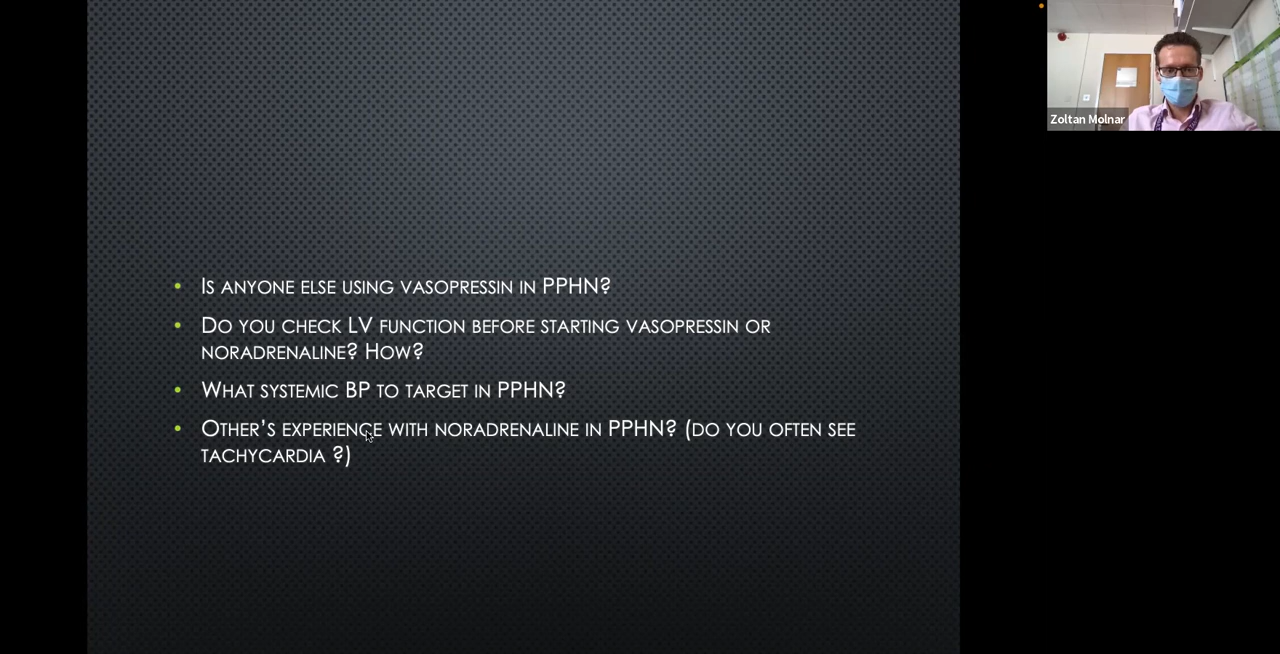 • Is anyone else using vasopressin in PPHN?
• Do you check LV function before starting vasopressin or
noradrenaline? How?
• What systemic BP to target in PPHN?
• Other's experience with noradrenaline in PPHN? (do you often see
tachycardia ?)
Zoltan Molnar